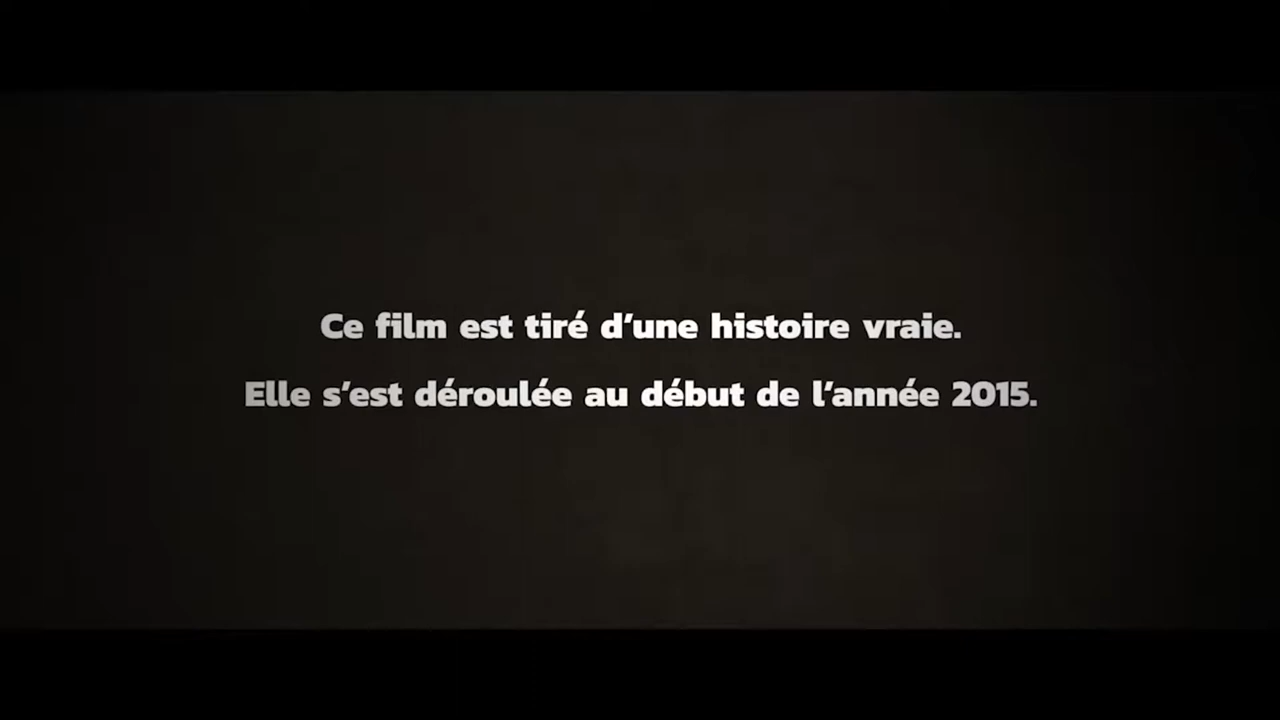 Ce film est tiré d’une histoire vraie.
Elle s’est déroulée au début de l’année 2015.